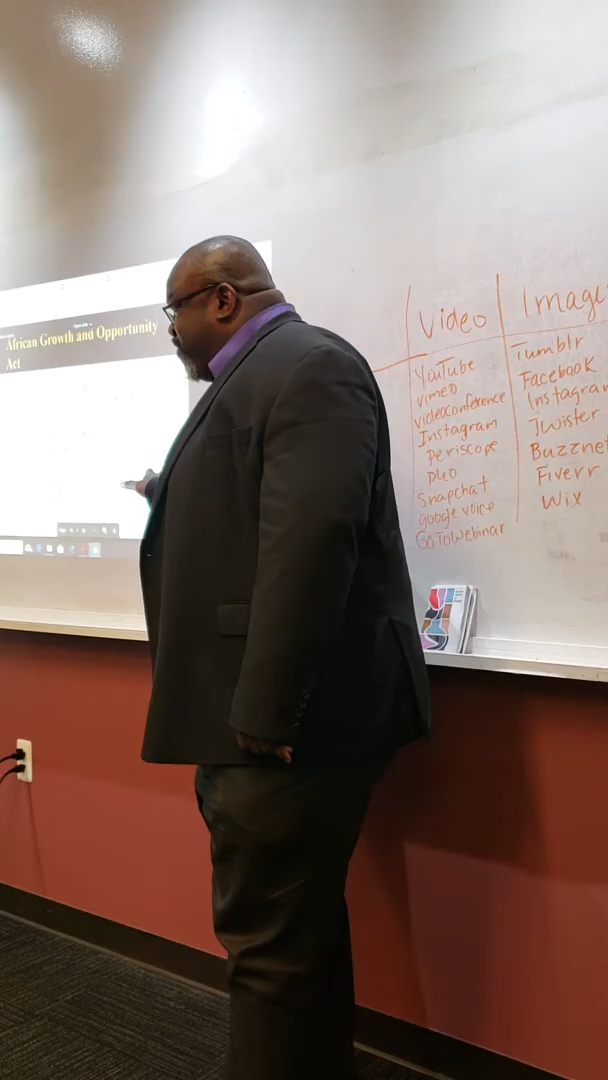 African Growth and Opportunity
Act
Video
YouTube
vimeo
videoconference
Instagram
Periscope
DUO
Snapchat
google voice
GoToWebinar
Image
Tumblr
Facebook
Instagram
Twister
Buzznet
Fiverr
Wix